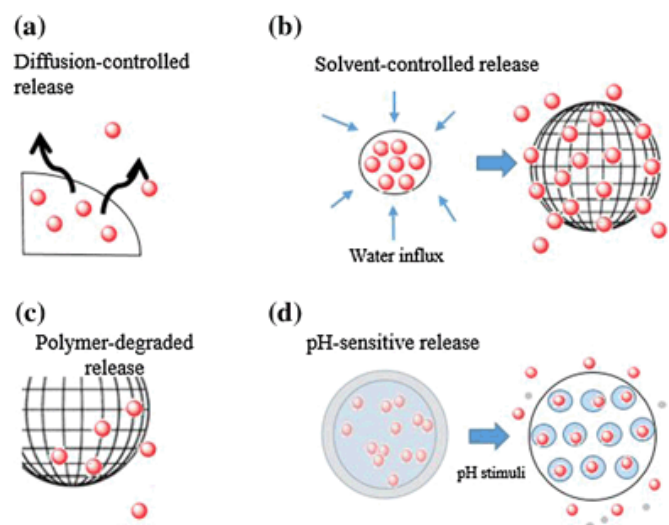 (a)
Diffusion-controlled
release
(b)
Solvent-controlled release
Water influx
(c)
Polymer-degraded
release
(d)
pH-sensitive release
pH stimuli